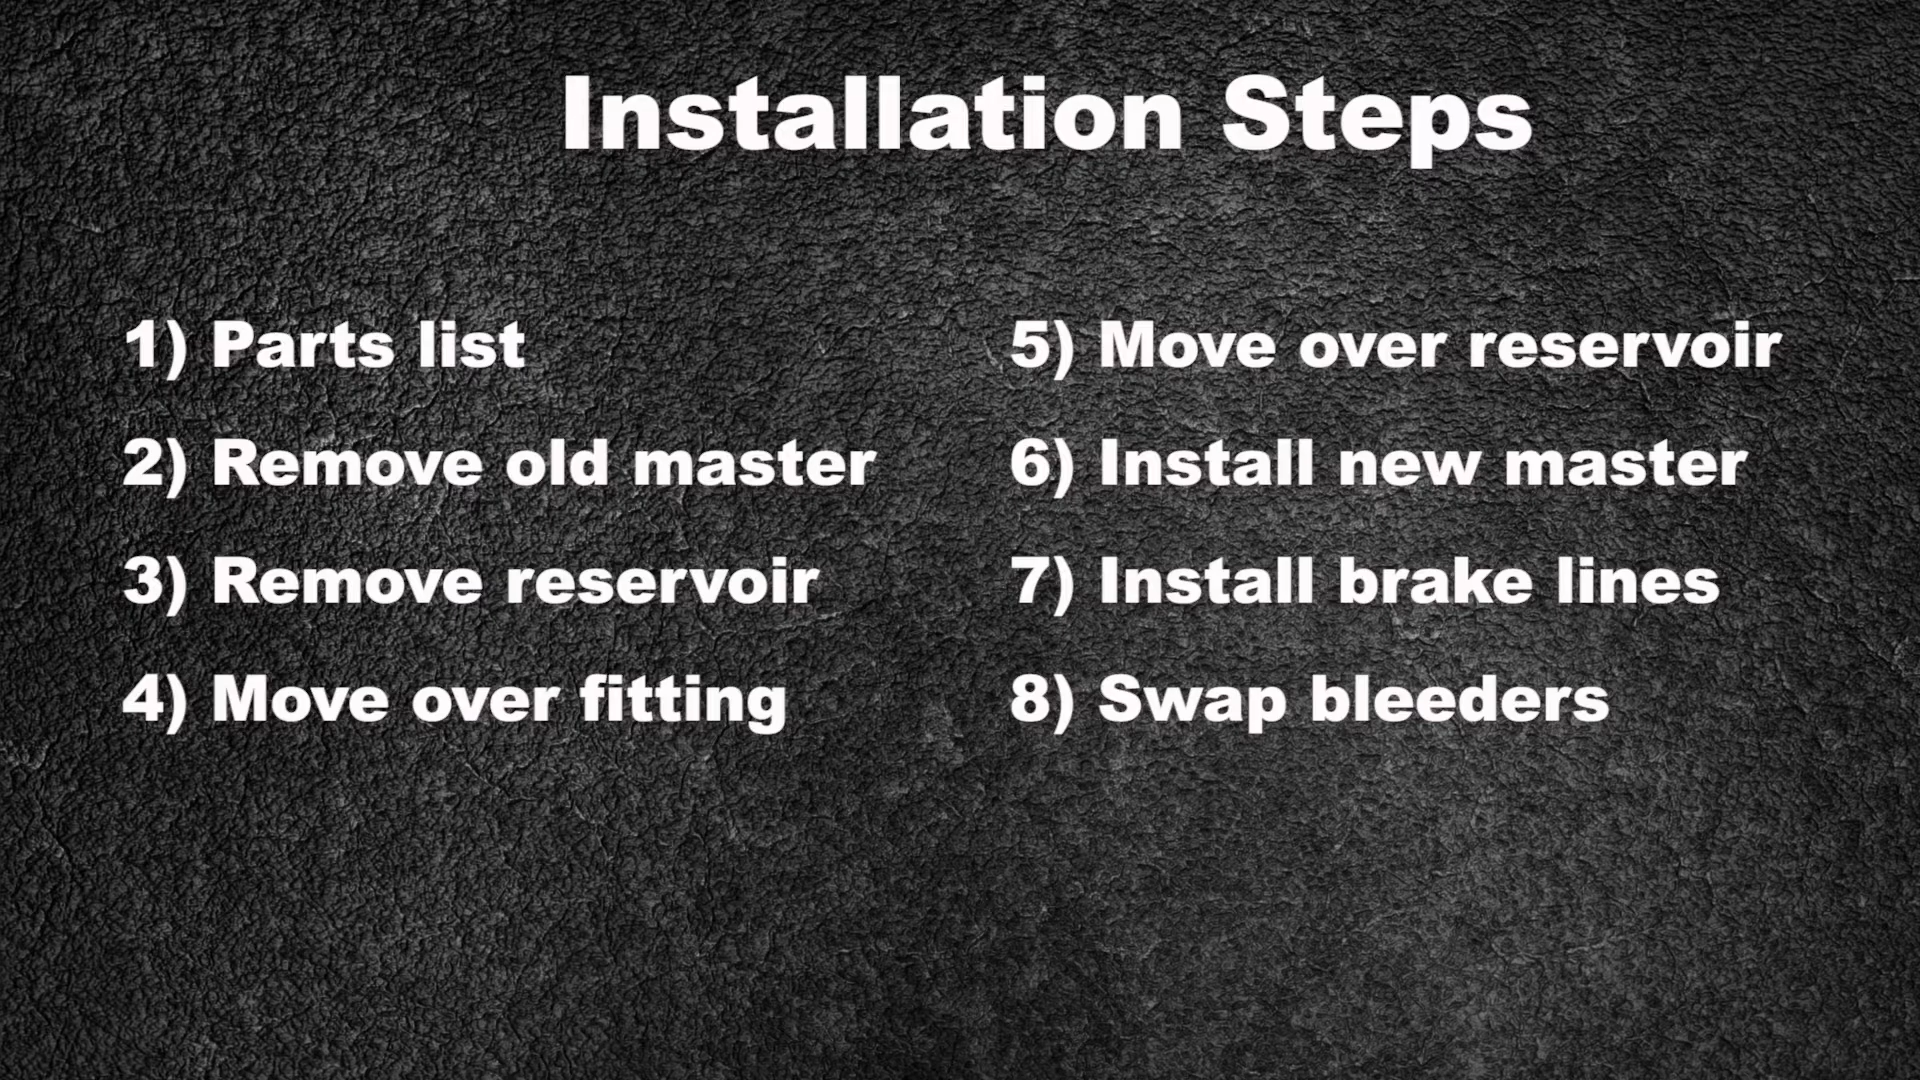 Installation Steps
1) Parts list
2) Remove old master
3) Remove reservoir
4) Move over fitting
5) Move over reservoir
6) Install new master
7) Install brake lines
8) Swap bleeders